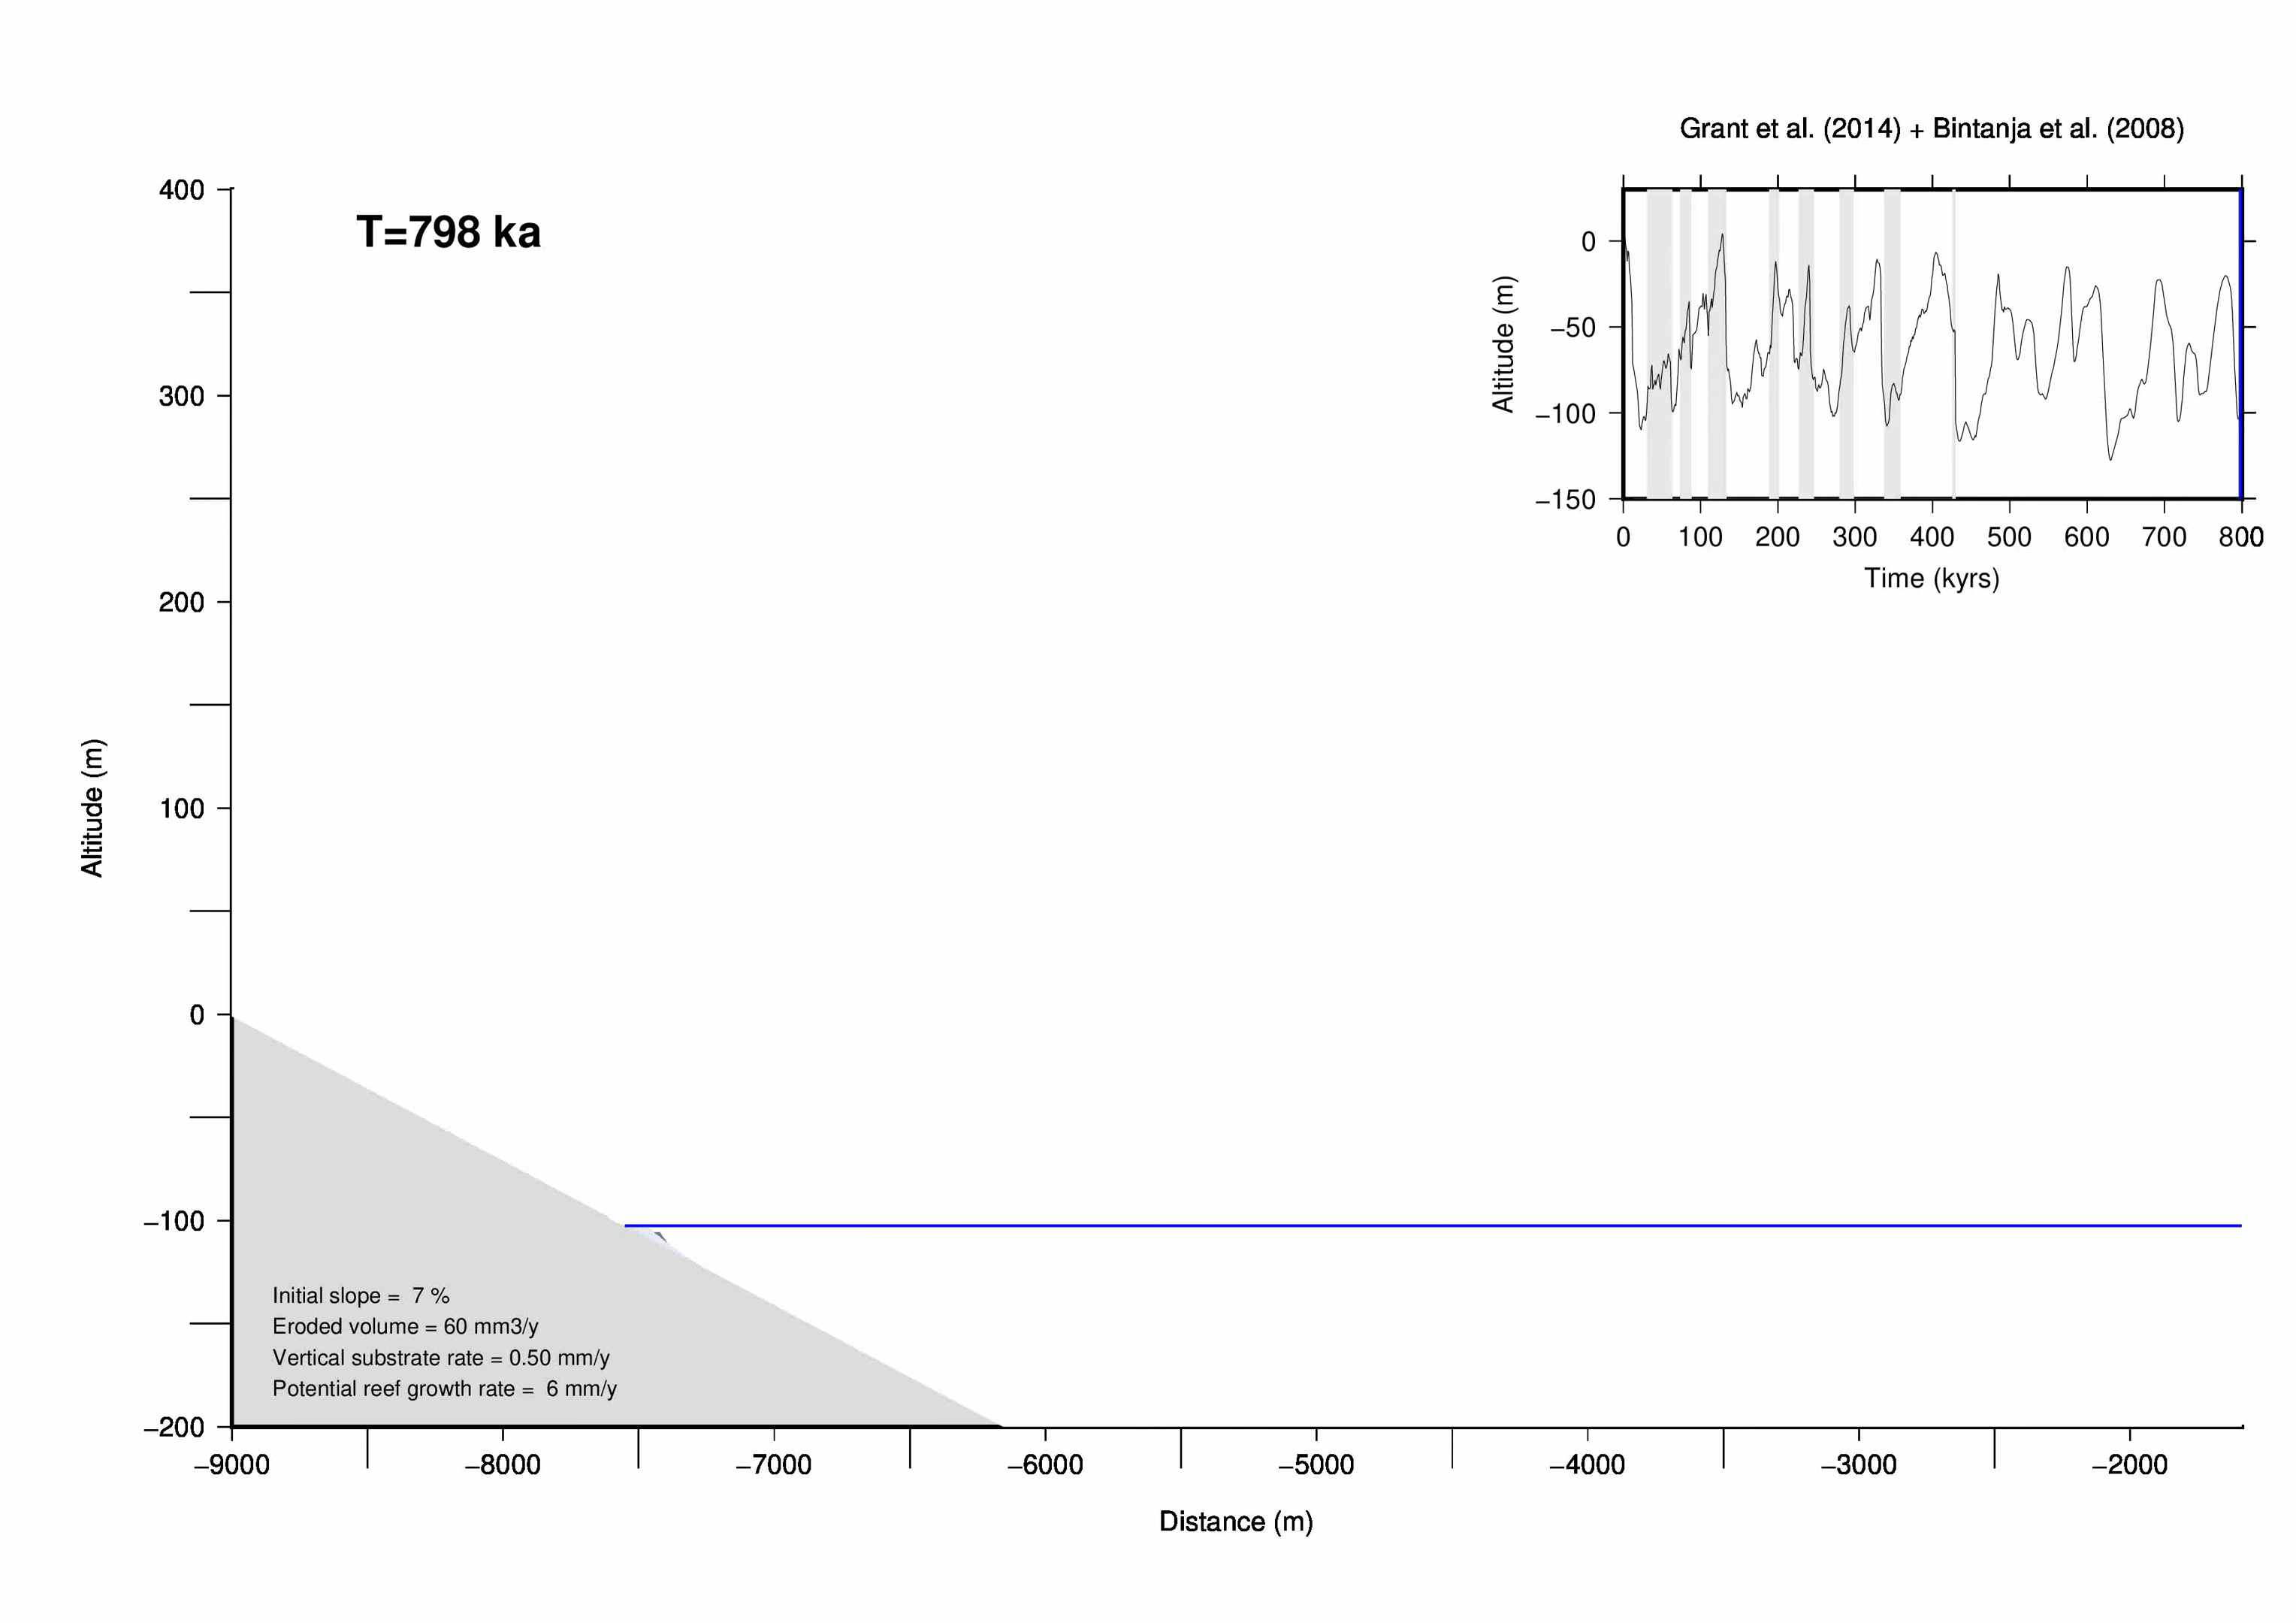 Grant et al. (2014) + Bintanja et al. (2008)
T=798 ka
400
300
200
100
0
−100
−200
Altitude (m)
0
−50
−100
−150
Altitude (m)
0 100 200 300 400 500 600 700 800
Time (kyrs)
Initial slope = 7 %
Eroded volume = 60 mm3/y
Vertical substrate rate = 0.50 mm/y
Potential reef growth rate = 6 mm/y
−9000 −8000 −7000 −6000 −5000 −4000 −3000 −2000
Distance (m)